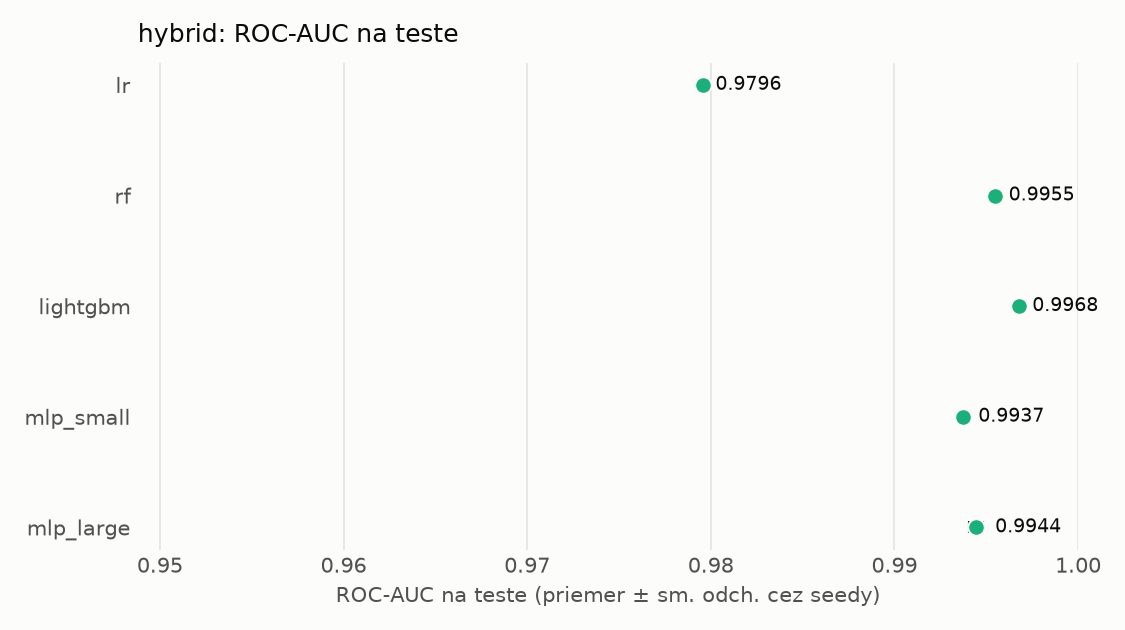 hybrid: ROC-AUC na teste
lr
0.9796
rf
0.9955
lightgbm
0.9968
mlp_small
0.9937
mlp_large
0.9944
0.95 0.96 0.97 0.98 0.99 1.00
ROC-AUC na teste (priemer ± sm. odch. cez seedy)